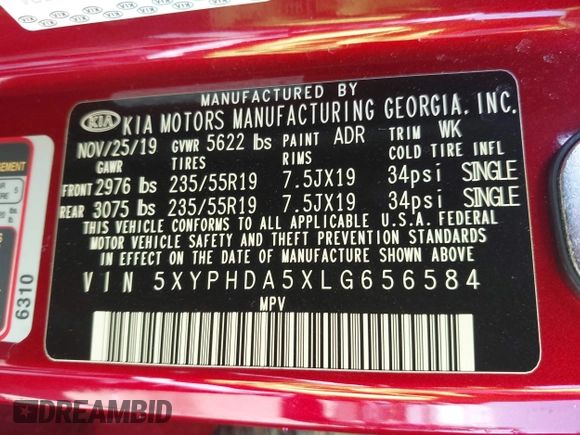 MANUFACTURED BY
KIA KIA MOTORS MANUFACTURING GEORGIA, INC.
NOV/25/19 GVWR 5622 lbs PAINT ADR TRIM WK
GAWR TIRES RIMS COLD TIRE INFL
FRONT 2976 lbs 235/55R19 7.5JX19 34psi SINGLE
REAR 3075 lbs 235/55R19 7.5JX19 34psi SINGLE
THIS VEHICLE CONFORMS TO ALL APPLICABLE U.S.A. FEDERAL
MOTOR VEHICLE SAFETY AND THEFT PREVENTION STANDARDS
IN EFFECT ON THE DATE OF MANUFACTURE SHOWN ABOVE
VIN 5XYPHDA5XLG656584
MPV
6310
DREAMBID